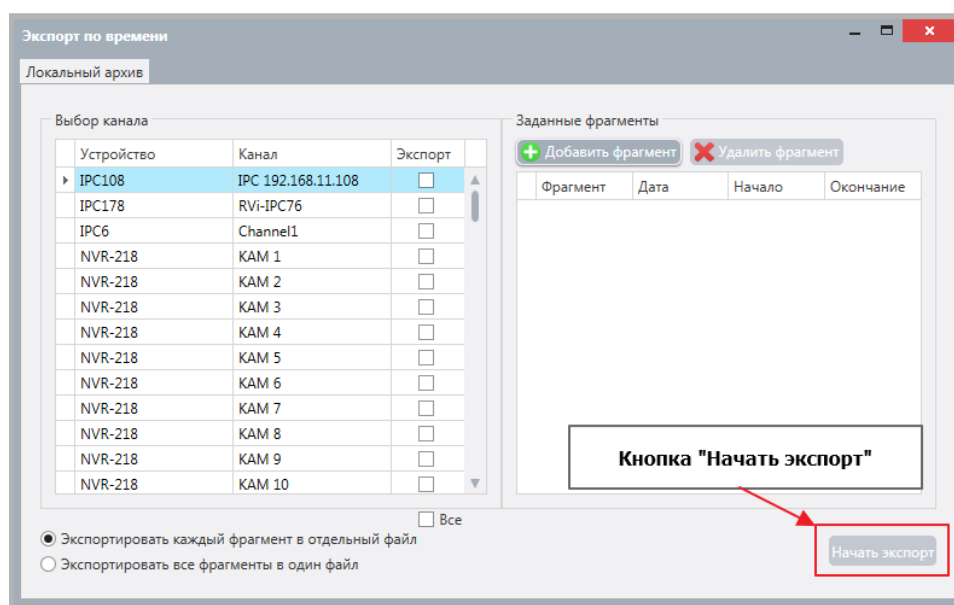 Экспорт по времени
Локальный архив
Выбор канала
Устройство Канал Экспорт
IPC108 IPC 192.168.11.108
IPC178 RVi-IPC76
IPC6 Channel1
NVR-218 КАМ 1
NVR-218 КАМ 2
NVR-218 КАМ 3
NVR-218 КАМ 4
NVR-218 КАМ 5
NVR-218 КАМ 6
NVR-218 КАМ 7
NVR-218 КАМ 8
NVR-218 КАМ 9
NVR-218 КАМ 10
Все
Экспортировать каждый фрагмент в отдельный файл
Экспортировать все фрагменты в один файл
Заданные фрагменты
Добавить фрагмент Удалить фрагмент
Фрагмент Дата Начало Окончание
Кнопка "Начать экспорт"
Начать экспорт